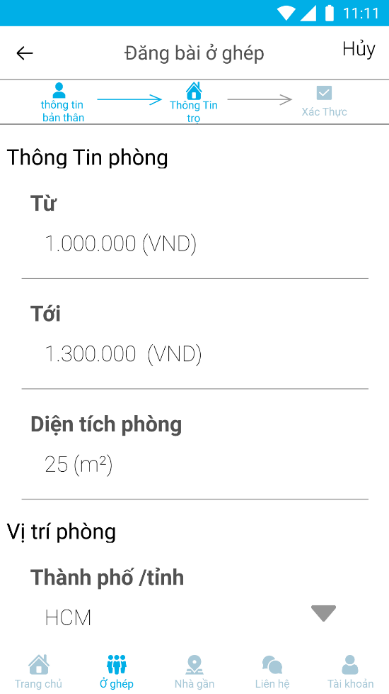 11:11
Đăng bài ở ghép
Hủy
thông tin
bản thân
Thông Tin
trọ
Xác Thực
Thông Tin phòng
Từ
1.000.000 (VND)
Tới
1.300.000 (VND)
Diện tích phòng
25 (m²)
Vị trí phòng
Thành phố /tỉnh
HCM
Trang chủ
Ở ghép
Nhà gần
Liên hệ
Tài khoản